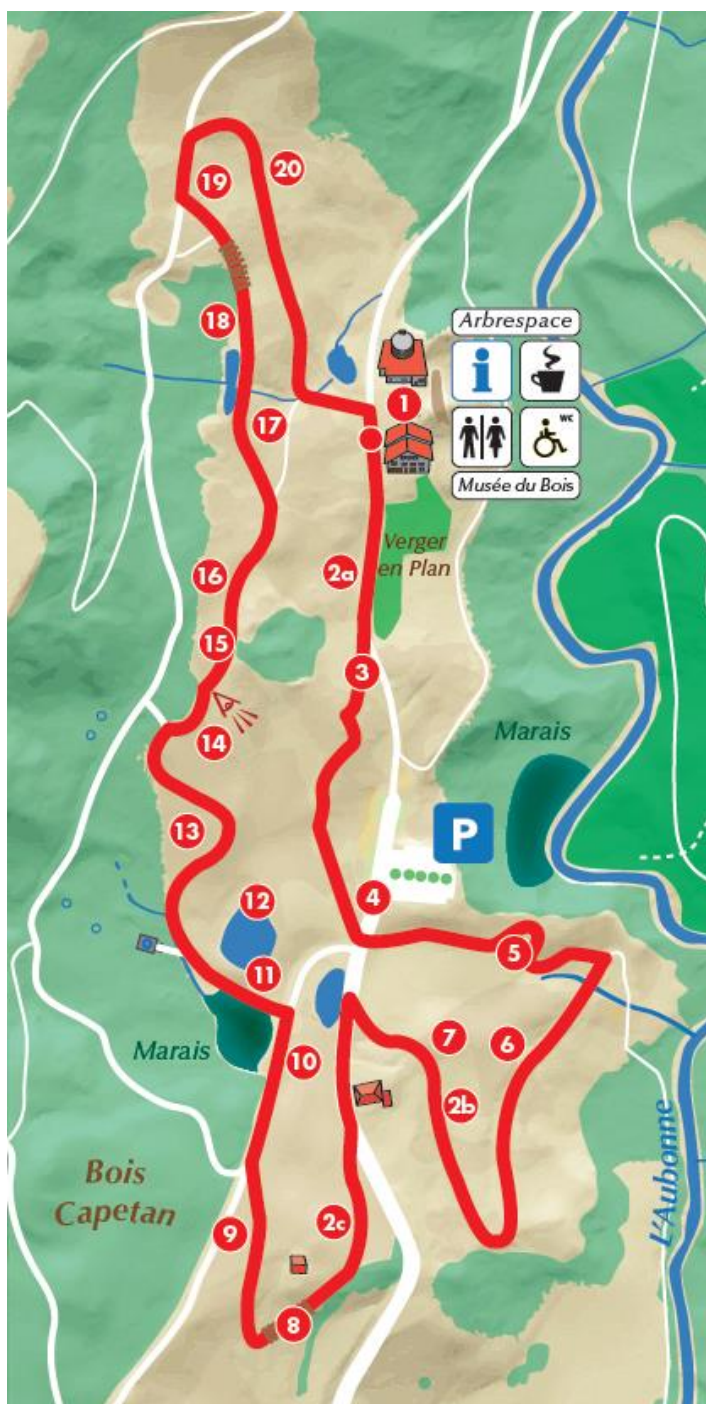 19
20
18
Arbrespace
i
1
WC
17
Musée du Bois
Verger
en Plan
2a
16
15
3
14
Marais
13
P
4
12
5
11
7
6
10
Marais
2b
L'Aubonne
Bois
Capetan
2c
9
8